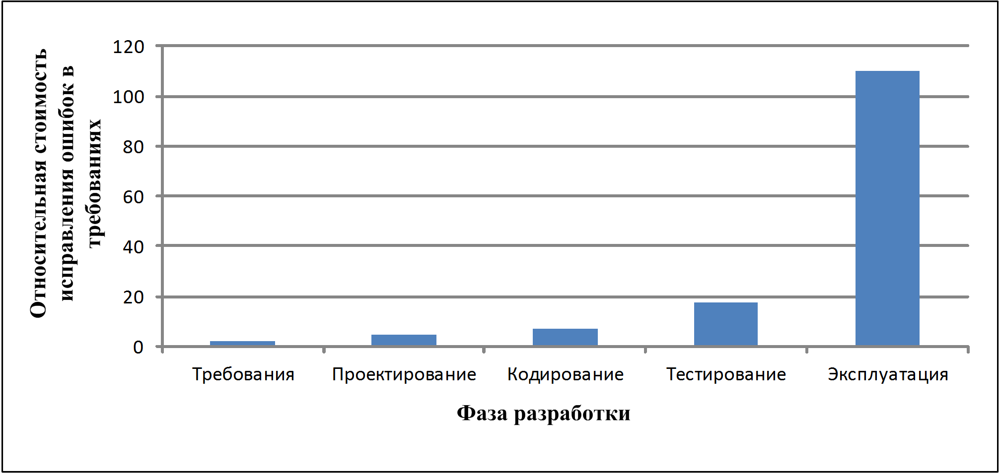 Относительная стоимость
исправления ошибок в
требованиях
120
100
80
60
40
20
0
Требования
Проектирование
Кодирование
Тестирование
Эксплуатация
Фаза разработки